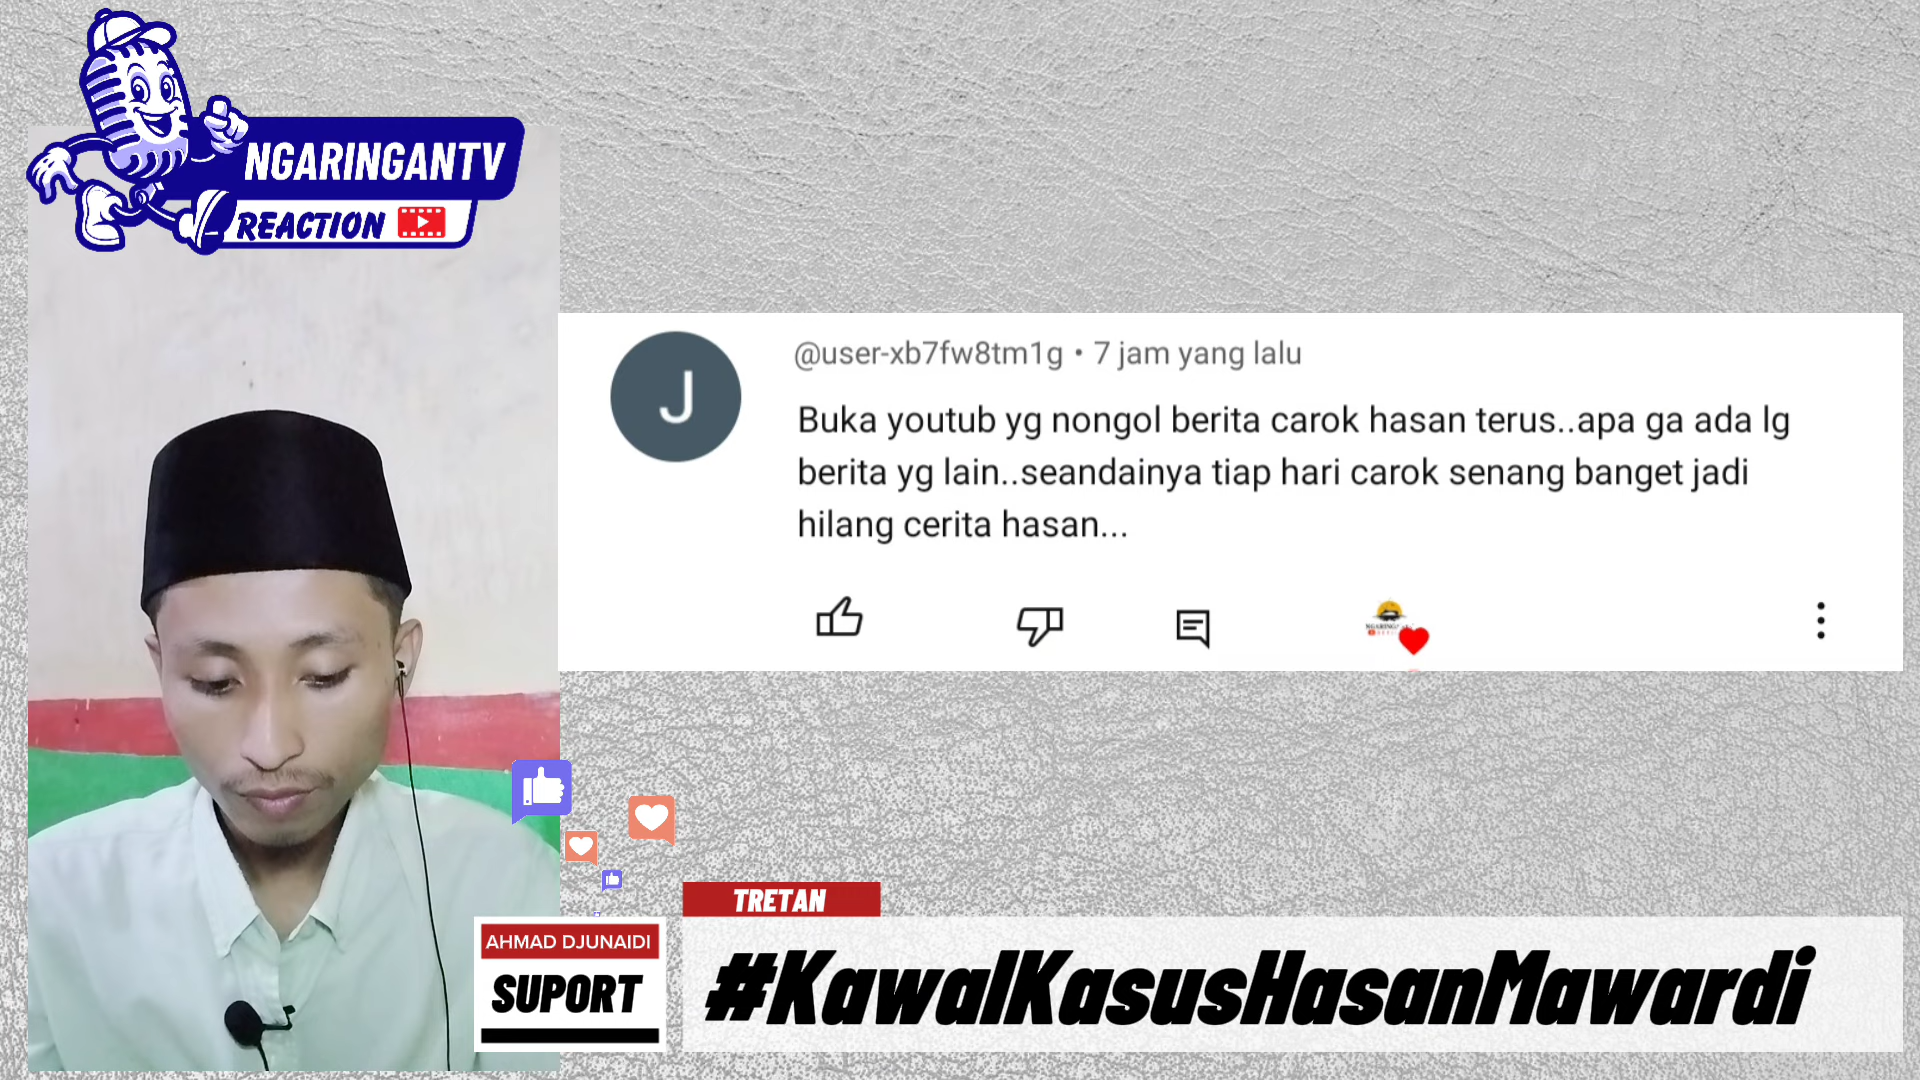 NGARINGANTV
REACTION
J
@user-xb7fw8tm1g • 7 jam yang lalu
Buka youtub yg nongol berita carok hasan terus..apa ga ada lg
berita yg lain..seandainya tiap hari carok senang banget jadi
hilang cerita hasan...
TRETAN
AHMAD DJUNAIDI
SUPORT
#KawalKasusHasanMawardi